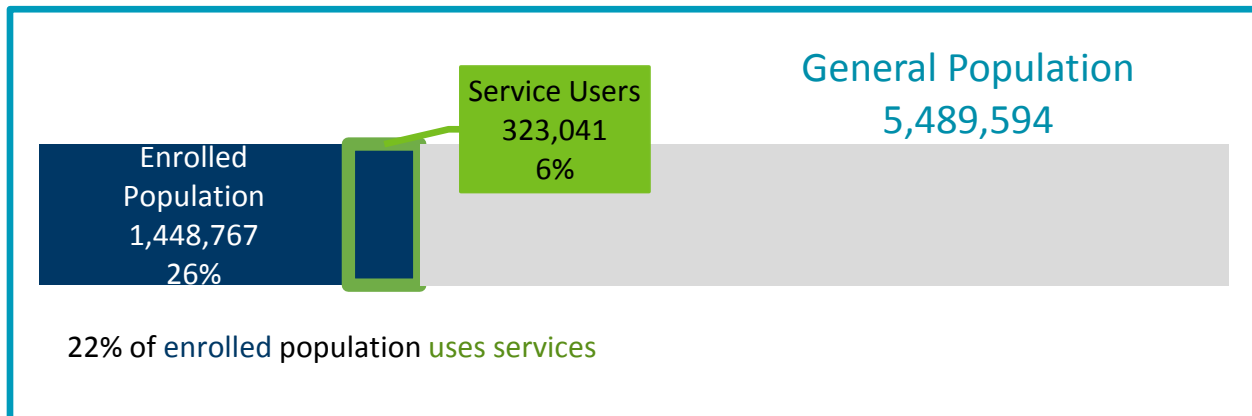 General Population
5,489,594
Service Users
323,041
6%
Enrolled
Population
1,448,767
26%
22% of enrolled population uses services